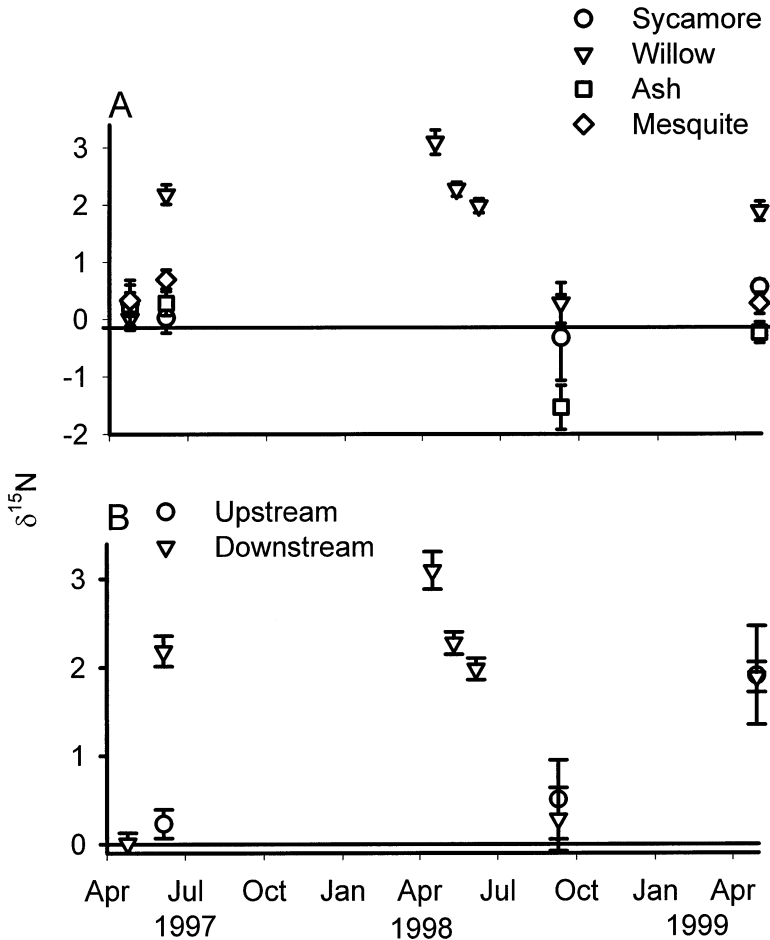 Sycamore
Willow
Ash
Mesquite
A
3
2
1
0
-1
-2
δ15N
B
Upstream
Downstream
3
2
1
0
Apr Jul Oct Jan Apr Jul Oct Jan Apr
1997 1998 1999